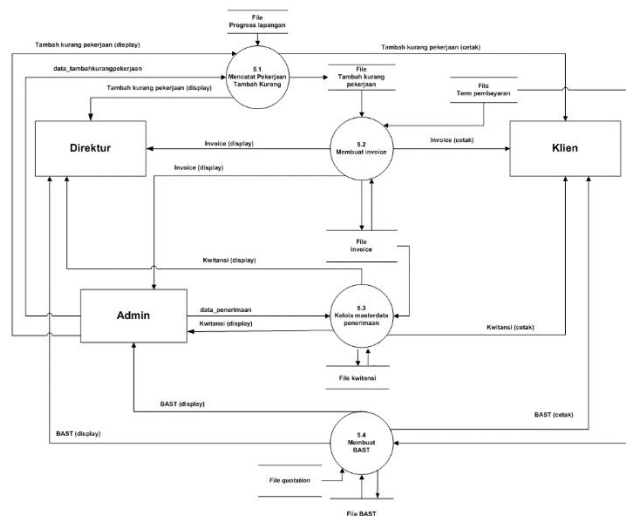 File
Progress lapangan
Tambah kurang pekerjaan (display)
Tambah kurang pekerjaan (cetak)
data_tambahkurangpekerjaan
5.1
Mencatat Pekerjaan
Tambah Kurang
File
Tambah kurang
pekerjaan
File
Term pembayaran
Tambah kurang pekerjaan (display)
Direktur
Invoice (display)
5.2
Membuat invoice
Invoice (cetak)
Klien
Invoice (display)
File
invoice
Kwitansi (display)
Admin
data_penerimaan
5.3
Kelola masterdata
penerimaan
Kwitansi (display)
Kwitansi (cetak)
File kwitansi
BAST (display)
BAST (cetak)
BAST (display)
5.4
Membuat
BAST
File quotation
File BAST